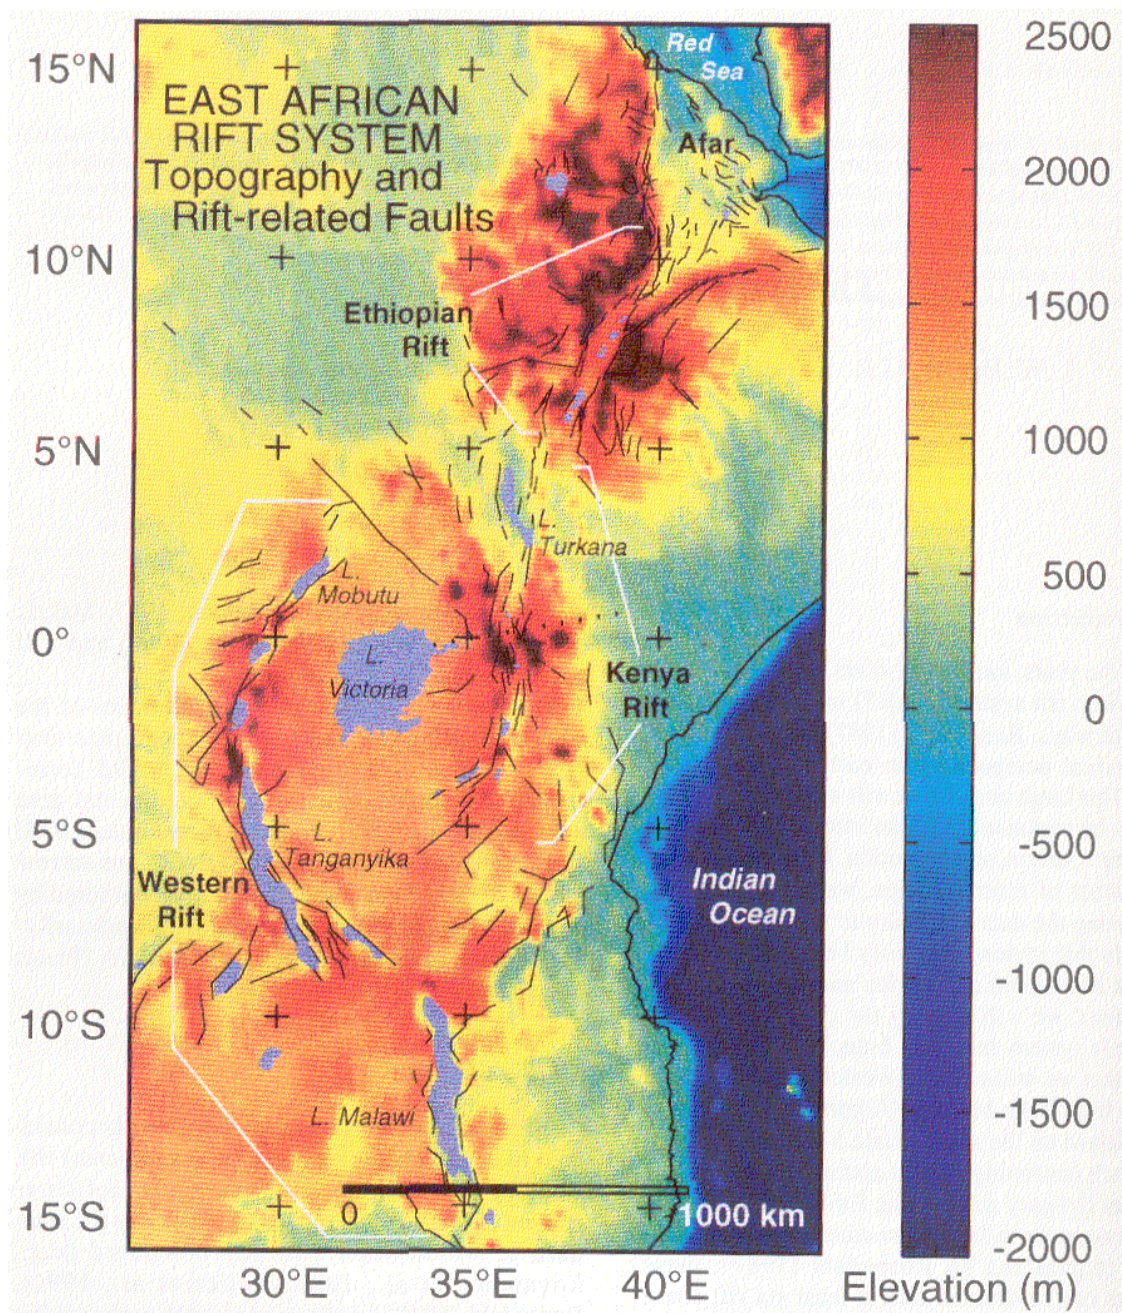 EAST AFRICAN
RIFT SYSTEM
Topography and
Rift-related Faults
Red
Sea
Afar
Ethiopian
Rift
L.
Turkana
L.
Mobutu
L.
Victoria
Kenya
Rift
L.
Tanganyika
Western
Rift
Indian
Ocean
L. Malawi
0
1000 km
15°N
10°N
5°N
0°
5°S
10°S
15°S
30°E
35°E
40°E
2500
2000
1500
1000
500
0
-500
-1000
-1500
-2000
Elevation (m)